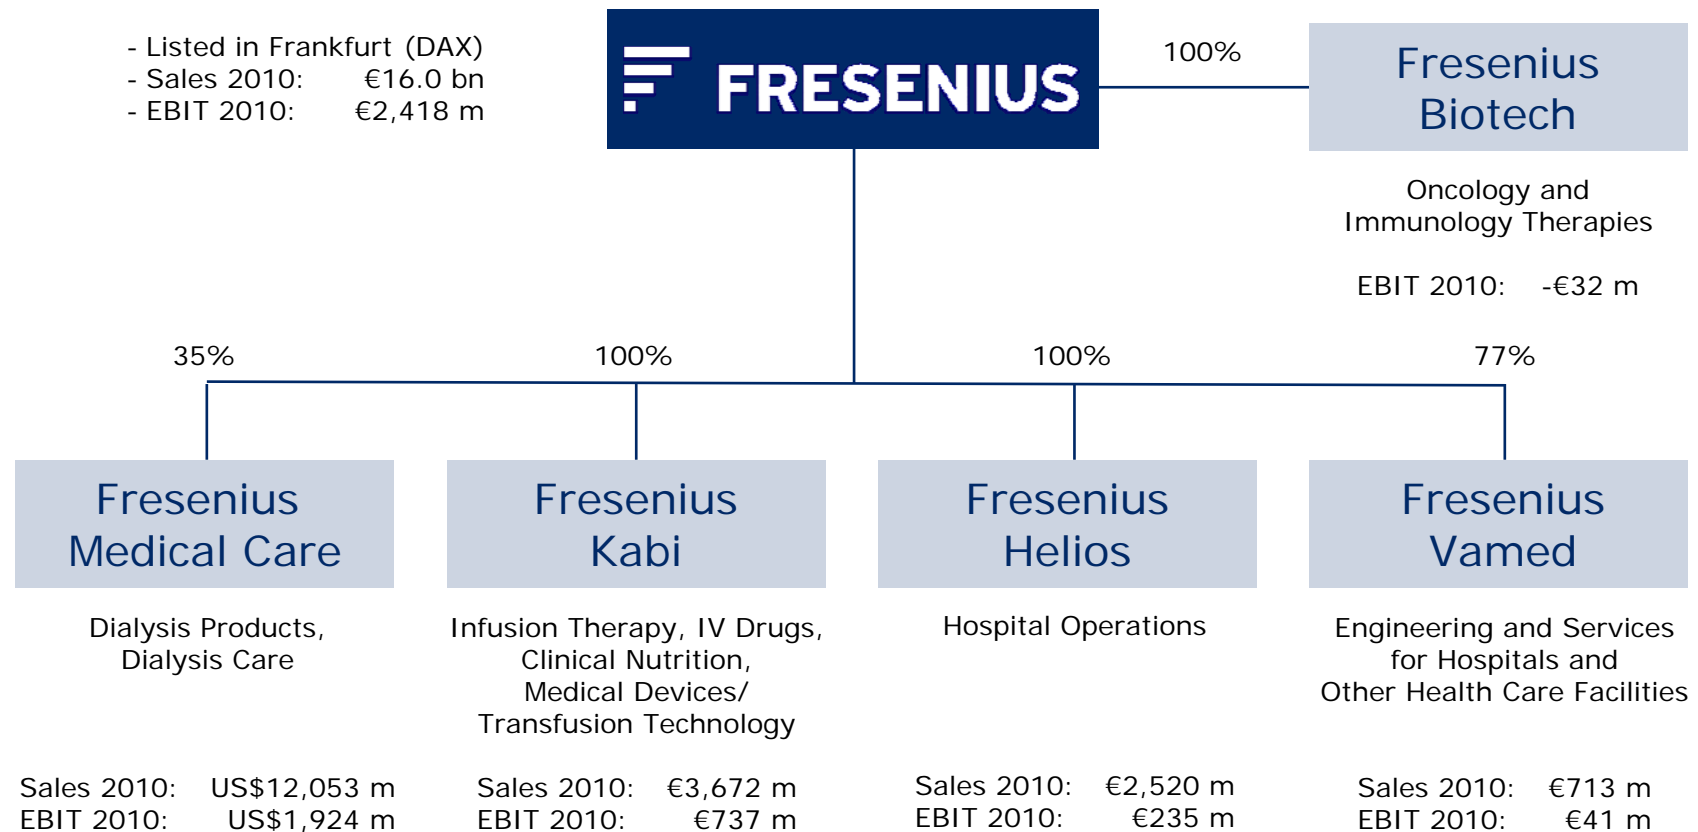 - Listed in Frankfurt (DAX)
- Sales 2010: €16.0 bn
- EBIT 2010: €2,418 m
FRESENIUS
100%
Fresenius
Biotech
Oncology and
Immunology Therapies
EBIT 2010: -€32 m
35%
100%
100%
77%
Fresenius
Medical Care
Dialysis Products,
Dialysis Care
Sales 2010: US$12,053 m
EBIT 2010: US$1,924 m
Fresenius
Kabi
Infusion Therapy, IV Drugs,
Clinical Nutrition,
Medical Devices/
Transfusion Technology
Sales 2010: €3,672 m
EBIT 2010: €737 m
Fresenius
Helios
Hospital Operations
Sales 2010: €2,520 m
EBIT 2010: €235 m
Fresenius
Vamed
Engineering and Services
for Hospitals and
Other Health Care Facilities
Sales 2010: €713 m
EBIT 2010: €41 m